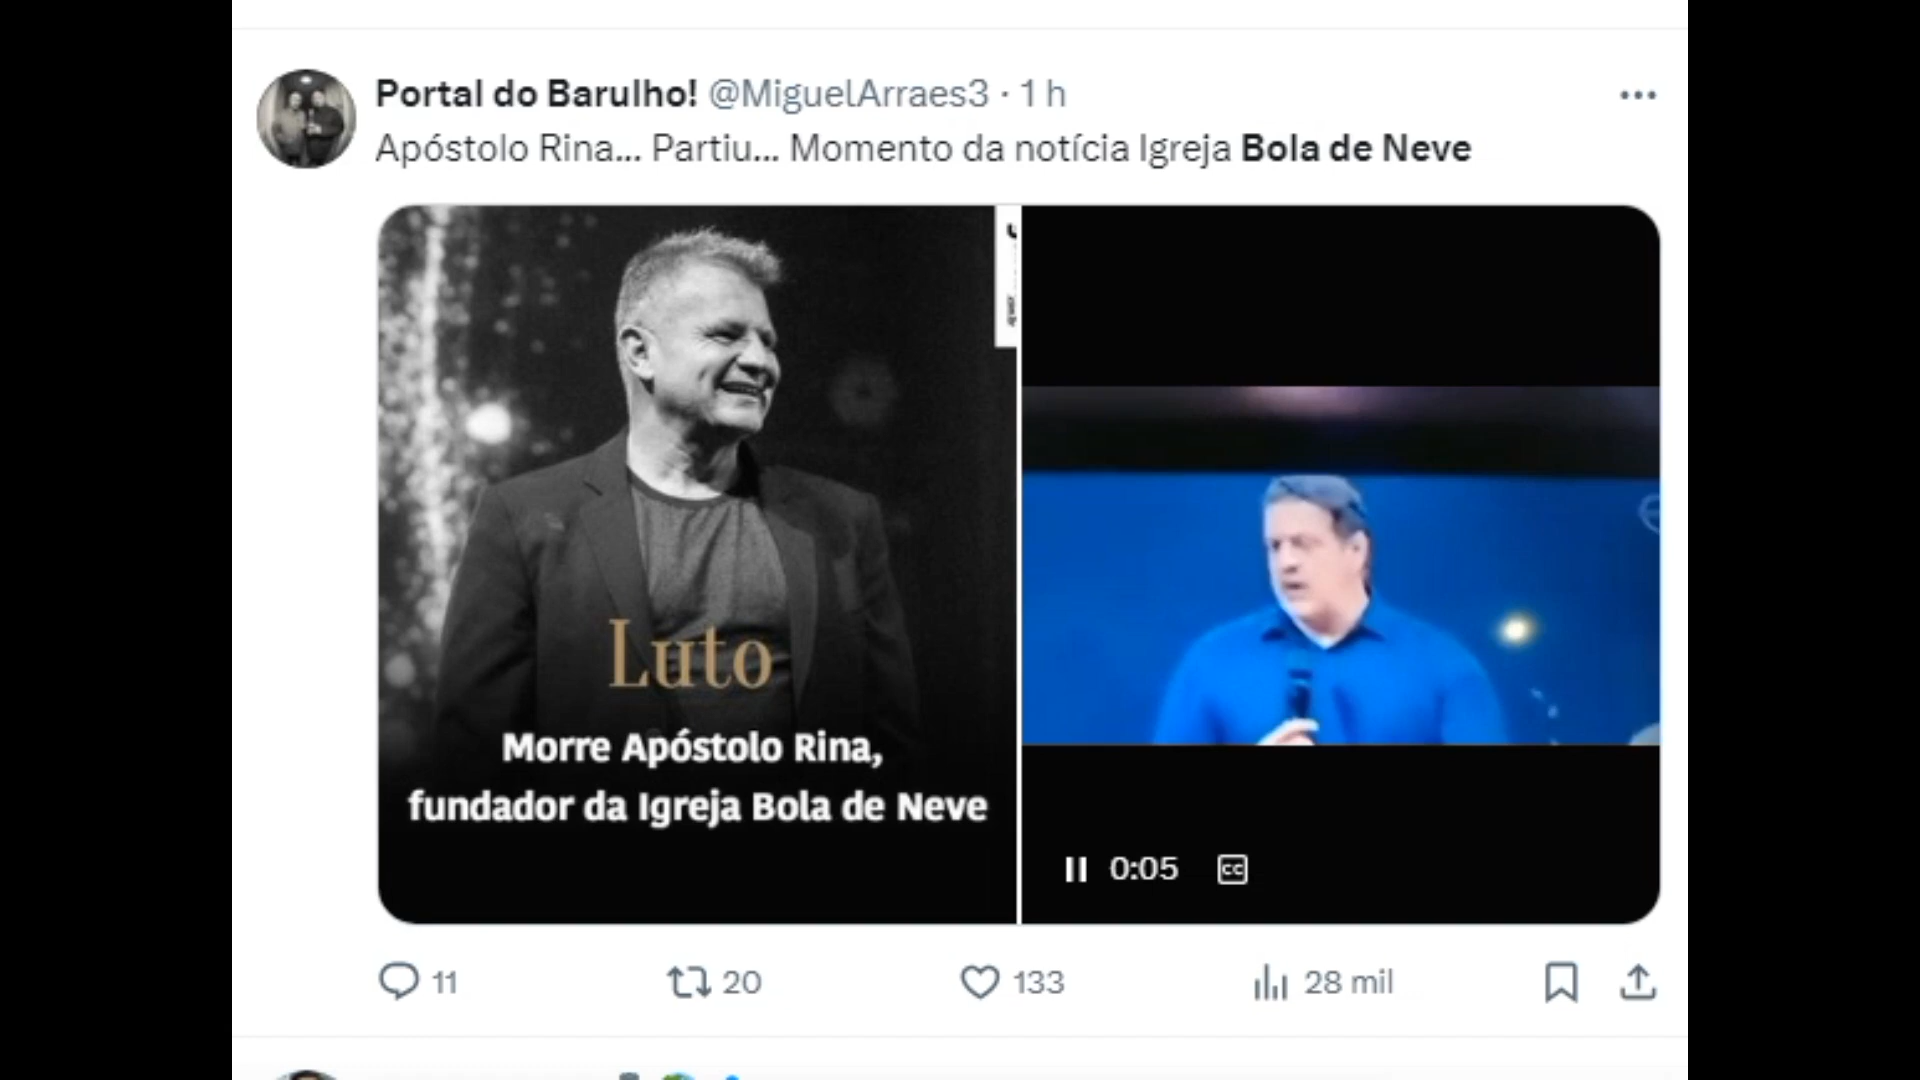 Portal do Barulho! @MiguelArraes3 · 1 h
Apóstolo Rina... Partiu... Momento da notícia Igreja Bola de Neve
Luto
Morre Apóstolo Rina,
fundador da Igreja Bola de Neve
0:05 CC
11 20 133 28 mil